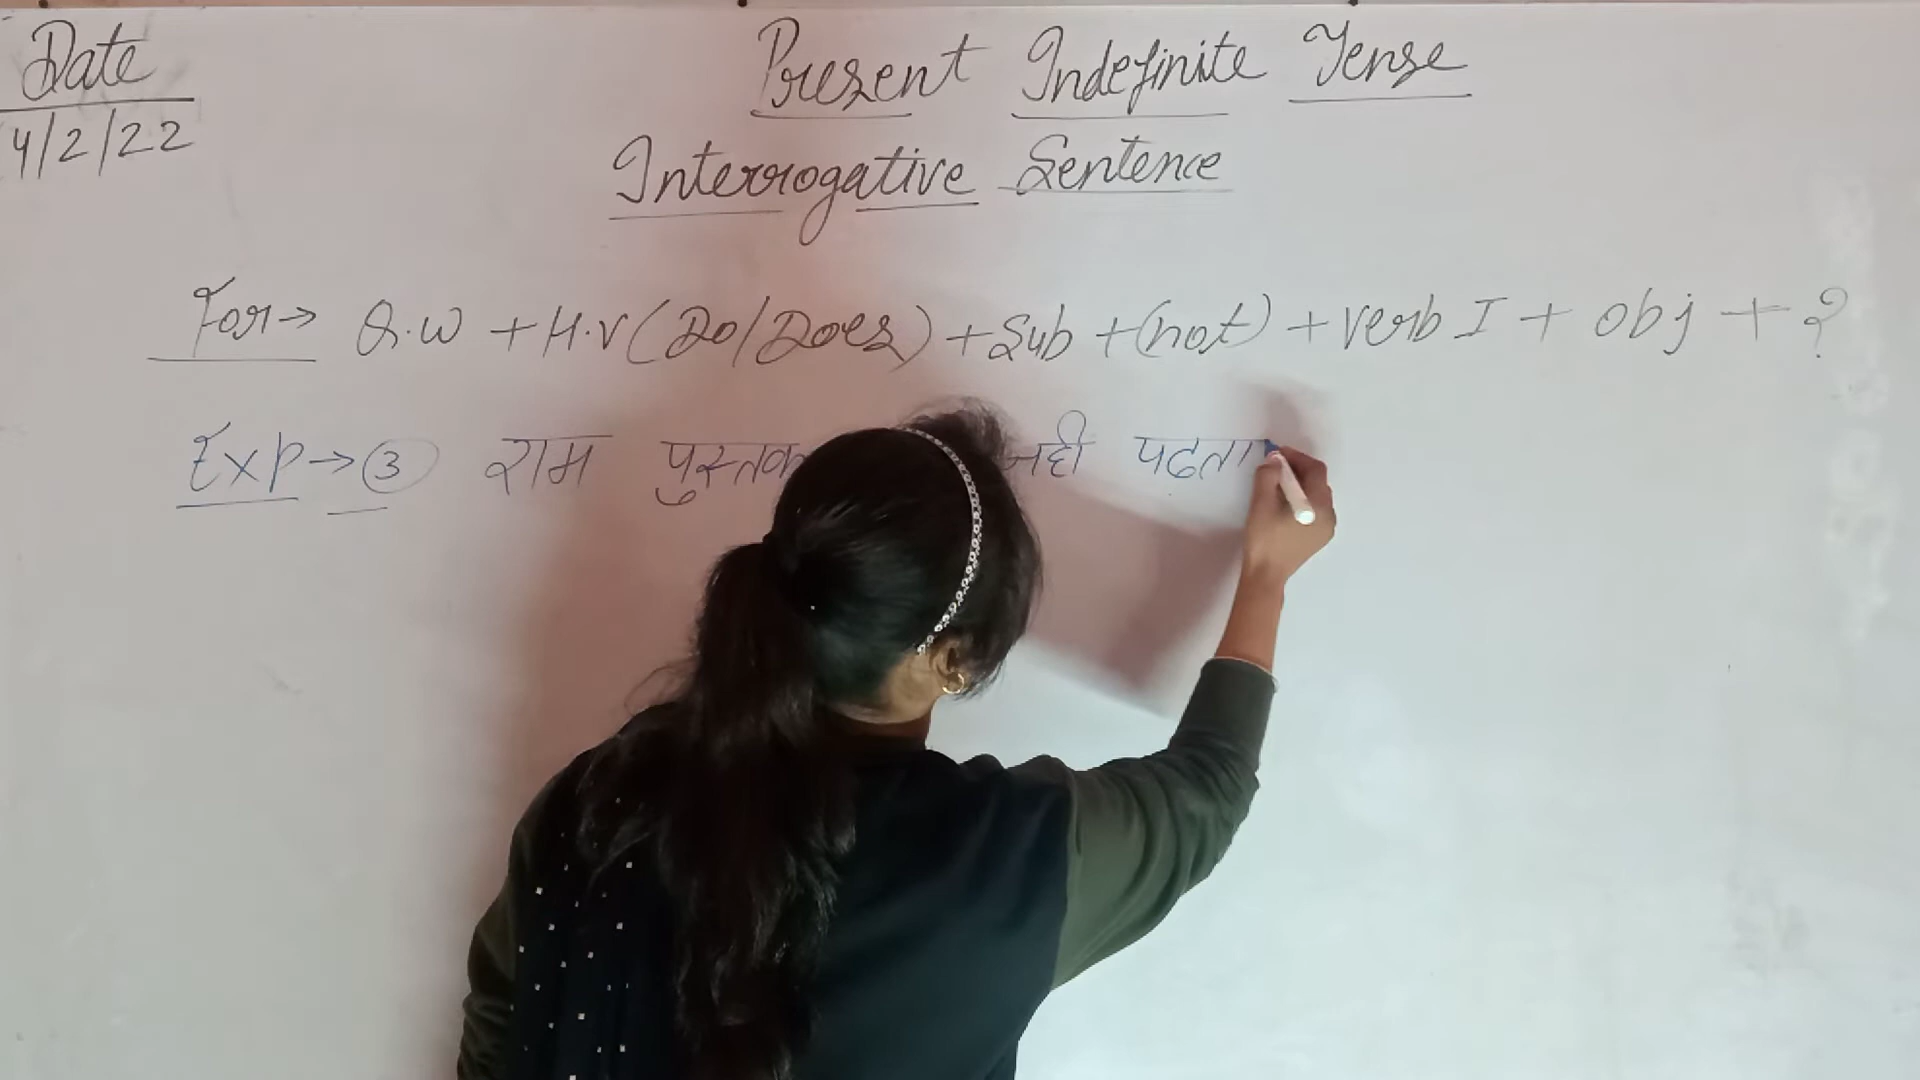 Date
4/2/22
Present Indefinite Tense
Interrogative Sentence
For→ Q.W + H.V (Do/Does) + Sub + (not) + Verb I + obj + ?
Exp→ ③ राम पुस्तक नही पढता